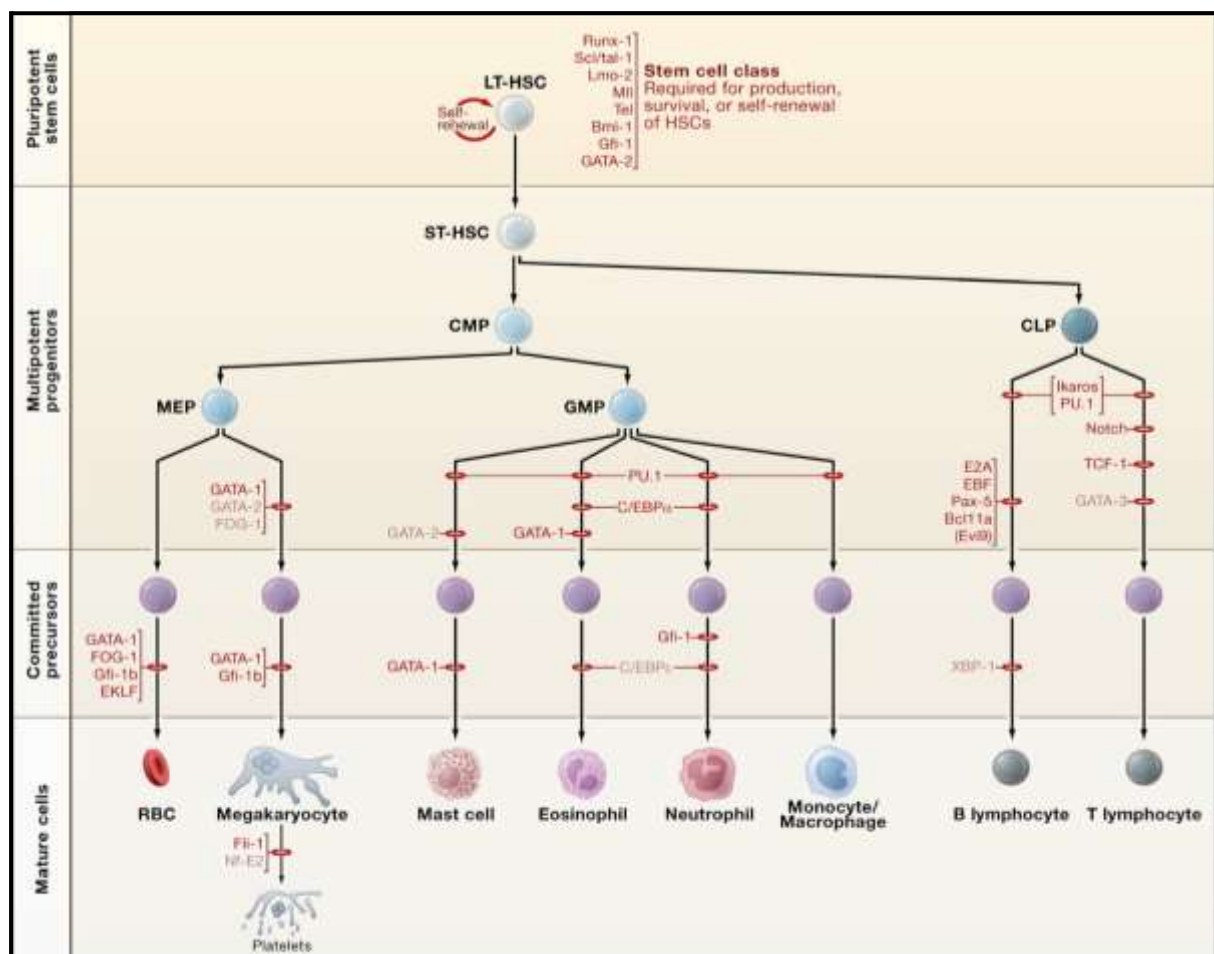 Pluripotent
stem cells
Runx-1
Scl/tal-1
Lmo-2
Mll
Tel
Bmi-1
Gfi-1
GATA-2
Stem cell class
Required for production,
survival, or self-renewal
of HSCs
LT-HSC
Self-
renewal
Multipotent
progenitors
ST-HSC
CMP
CLP
MEP
GMP
Ikaros
PU.1
Notch
TCF-1
GATA-3
E2A
EBF
Pax-5
Bcl11a
(Evi9)
GATA-1
GATA-2
FOG-1
PU.1
C/EBPα
GATA-2
GATA-1
Committed
precursors
GATA-1
FOG-1
Gfi-1b
EKLF
GATA-1
Gfi-1b
GATA-1
Gfi-1
C/EBPε
XBP-1
Mature cells
RBC
Megakaryocyte
Mast cell
Eosinophil
Neutrophil
Monocyte/
Macrophage
B lymphocyte
T lymphocyte
Fli-1
Nf-E2
Platelets